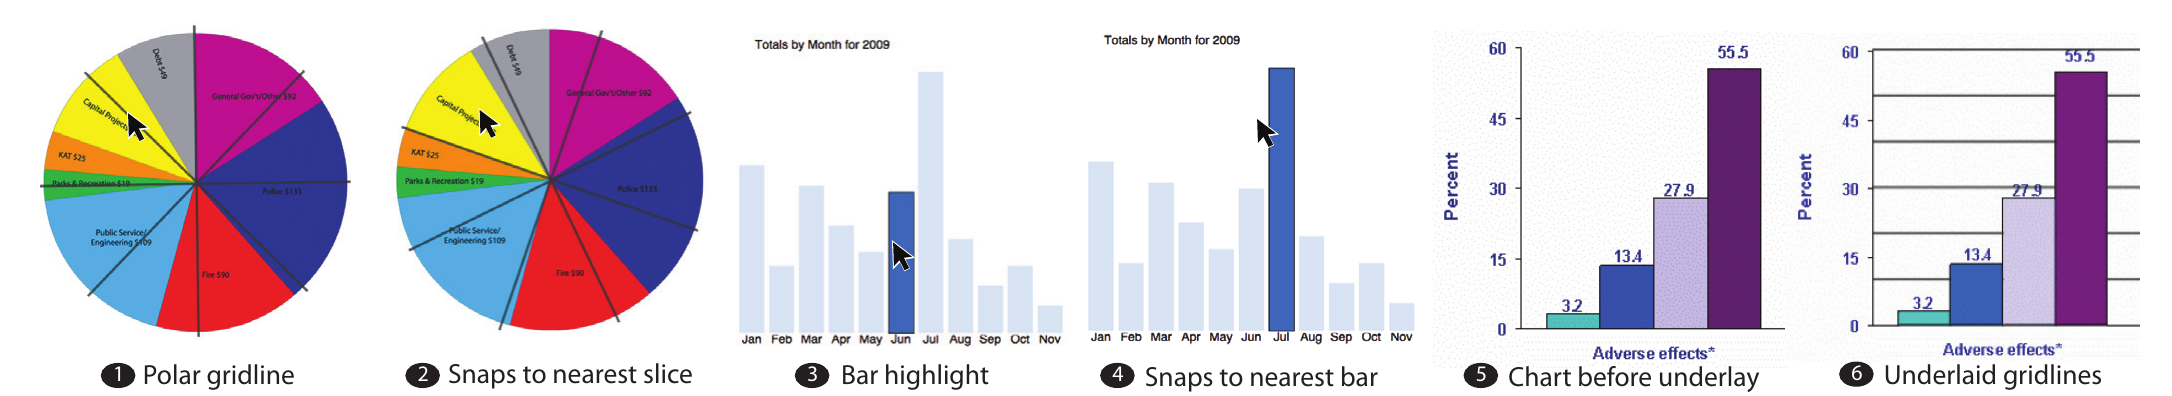 Debt $49
General Gov't/Other $92
Capital Projec
KAT $25
Parks & Recreation $19
Police $133
Public Service/
Engineering $109
Fire $90
1 Polar gridline
Debt $49
General Gov't/Other $92
Capital Projec
KAT $25
Parks & Recreation $19
Police $133
Public Service/
Engineering $109
Fire $90
2 Snaps to nearest slice
Totals by Month for 2009
Jan Feb Mar Apr May Jun Jul Aug Sep Oct Nov
3 Bar highlight
Totals by Month for 2009
Jan Feb Mar Apr May Jun Jul Aug Sep Oct Nov
4 Snaps to nearest bar
60
45
30
15
0
Percent
3.2
13.4
27.9
55.5
Adverse effects*
5 Chart before underlay
60
45
30
15
0
Percent
3.2
13.4
27.9
55.5
Adverse effects*
6 Underlaid gridlines